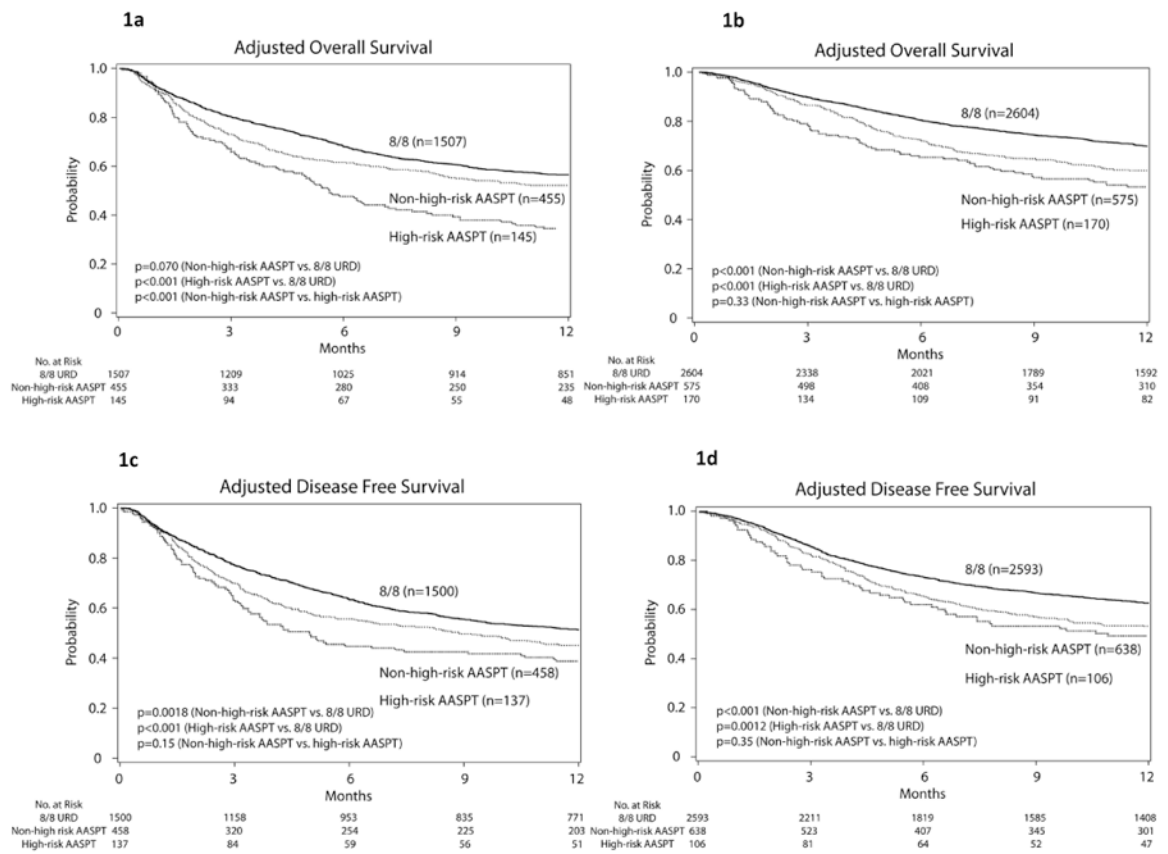 1a
Adjusted Overall Survival
Probability
1.0
0.8
0.6
0.4
0.2
0
8/8 (n=1507)
Non-high-risk AASPT (n=455)
High-risk AASPT (n=145)
p=0.070 (Non-high-risk AASPT vs. 8/8 URD)
p<0.001 (High-risk AASPT vs. 8/8 URD)
p<0.001 (Non-high-risk AASPT vs. high-risk AASPT)
0 3 6 9 12
Months
No. at Risk
8/8 URD 1507 1209 1025 914 851
Non-high-risk AASPT 455 333 280 250 235
High-risk AASPT 145 94 67 55 48
1b
Adjusted Overall Survival
Probability
1.0
0.8
0.6
0.4
0.2
0
8/8 (n=2604)
Non-high-risk AASPT (n=575)
High-risk AASPT (n=170)
p<0.001 (Non-high-risk AASPT vs. 8/8 URD)
p<0.001 (High-risk AASPT vs. 8/8 URD)
p=0.33 (Non-high-risk AASPT vs. high-risk AASPT)
0 3 6 9 12
Months
No. at Risk
8/8 URD 2604 2338 2021 1789 1592
Non-high-risk AASPT 575 498 408 354 310
High-risk AASPT 170 134 109 91 82
1c
Adjusted Disease Free Survival
Probability
1.0
0.8
0.6
0.4
0.2
0
8/8 (n=1500)
Non-high-risk AASPT (n=458)
High-risk AASPT (n=137)
p=0.0018 (Non-high-risk AASPT vs. 8/8 URD)
p<0.001 (High-risk AASPT vs. 8/8 URD)
p=0.15 (Non-high-risk AASPT vs. high-risk AASPT)
0 3 6 9 12
Months
No. at Risk
8/8 URD 1500 1158 953 835 771
Non-high risk AASPT 458 320 254 225 203
High-risk AASPT 137 84 59 56 51
1d
Adjusted Disease Free Survival
Probability
1.0
0.8
0.6
0.4
0.2
0
8/8 (n=2593)
Non-high-risk AASPT (n=638)
High-risk AASPT (n=106)
p<0.001 (Non-high-risk AASPT vs. 8/8 URD)
p=0.0012 (High-risk AASPT vs. 8/8 URD)
p=0.35 (Non-high-risk AASPT vs. high-risk AASPT)
0 3 6 9 12
Months
No. at Risk
8/8 URD 2593 2211 1819 1585 1408
Non-high-risk AASPT 638 523 407 345 301
High-risk AASPT 106 81 64 52 47